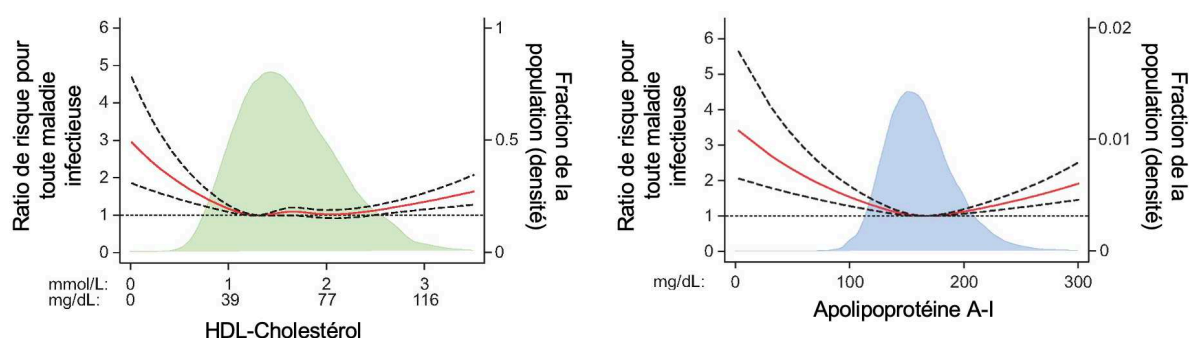 Ratio de risque pour
toute maladie
infectieuse
6
5
4
3
2
1
0
1
0.5
0
Fraction de la
population (densité)
mmol/L: 0 1 2 3
mg/dL: 0 39 77 116
HDL-Cholestérol
Ratio de risque pour
toute maladie
infectieuse
6
5
4
3
2
1
0
0.02
0.01
0
Fraction de la
population (densité)
mg/dL: 0 100 200 300
Apolipoprotéine A-I